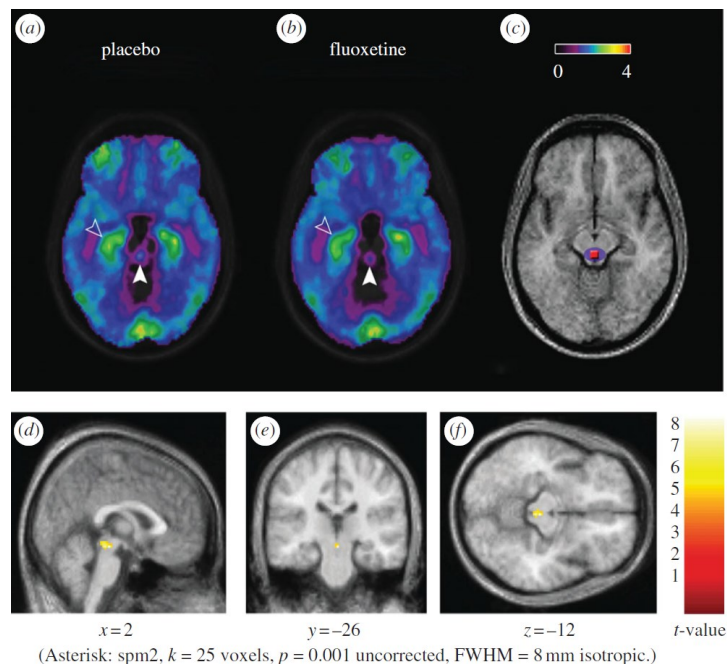 (a) placebo (b) fluoxetine (c)
0 4
(d) (e) (f)
8
7
6
5
4
3
2
1
x = 2 y = –26 z = –12 t-value
(Asterisk: spm2, k = 25 voxels, p = 0.001 uncorrected, FWHM = 8 mm isotropic.)